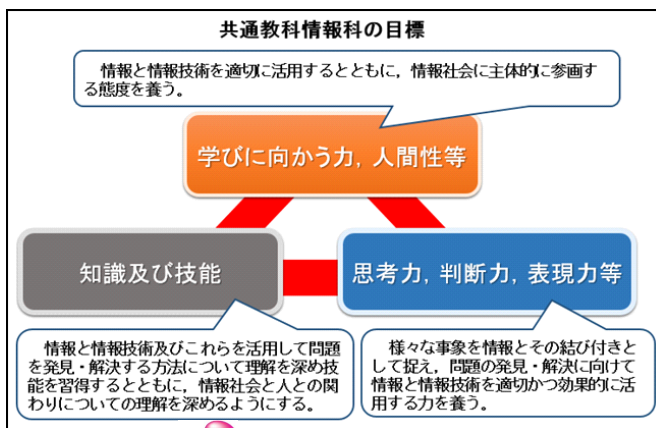 共通教科情報科の目標
情報と情報技術を適切に活用するとともに，情報社会に主体的に参画す
る態度を養う。
学びに向かう力，人間性等
知識及び技能
思考力，判断力，表現力等
情報と情報技術及びこれらを活用して問題
を発見・解決する方法について理解を深め技
能を習得するとともに，情報社会と人との関
わりについての理解を深めるようにする。
様々な事象を情報とその結び付きと
して捉え，問題の発見・解決に向けて
情報と情報技術を適切かつ効果的に活
用する力を養う。